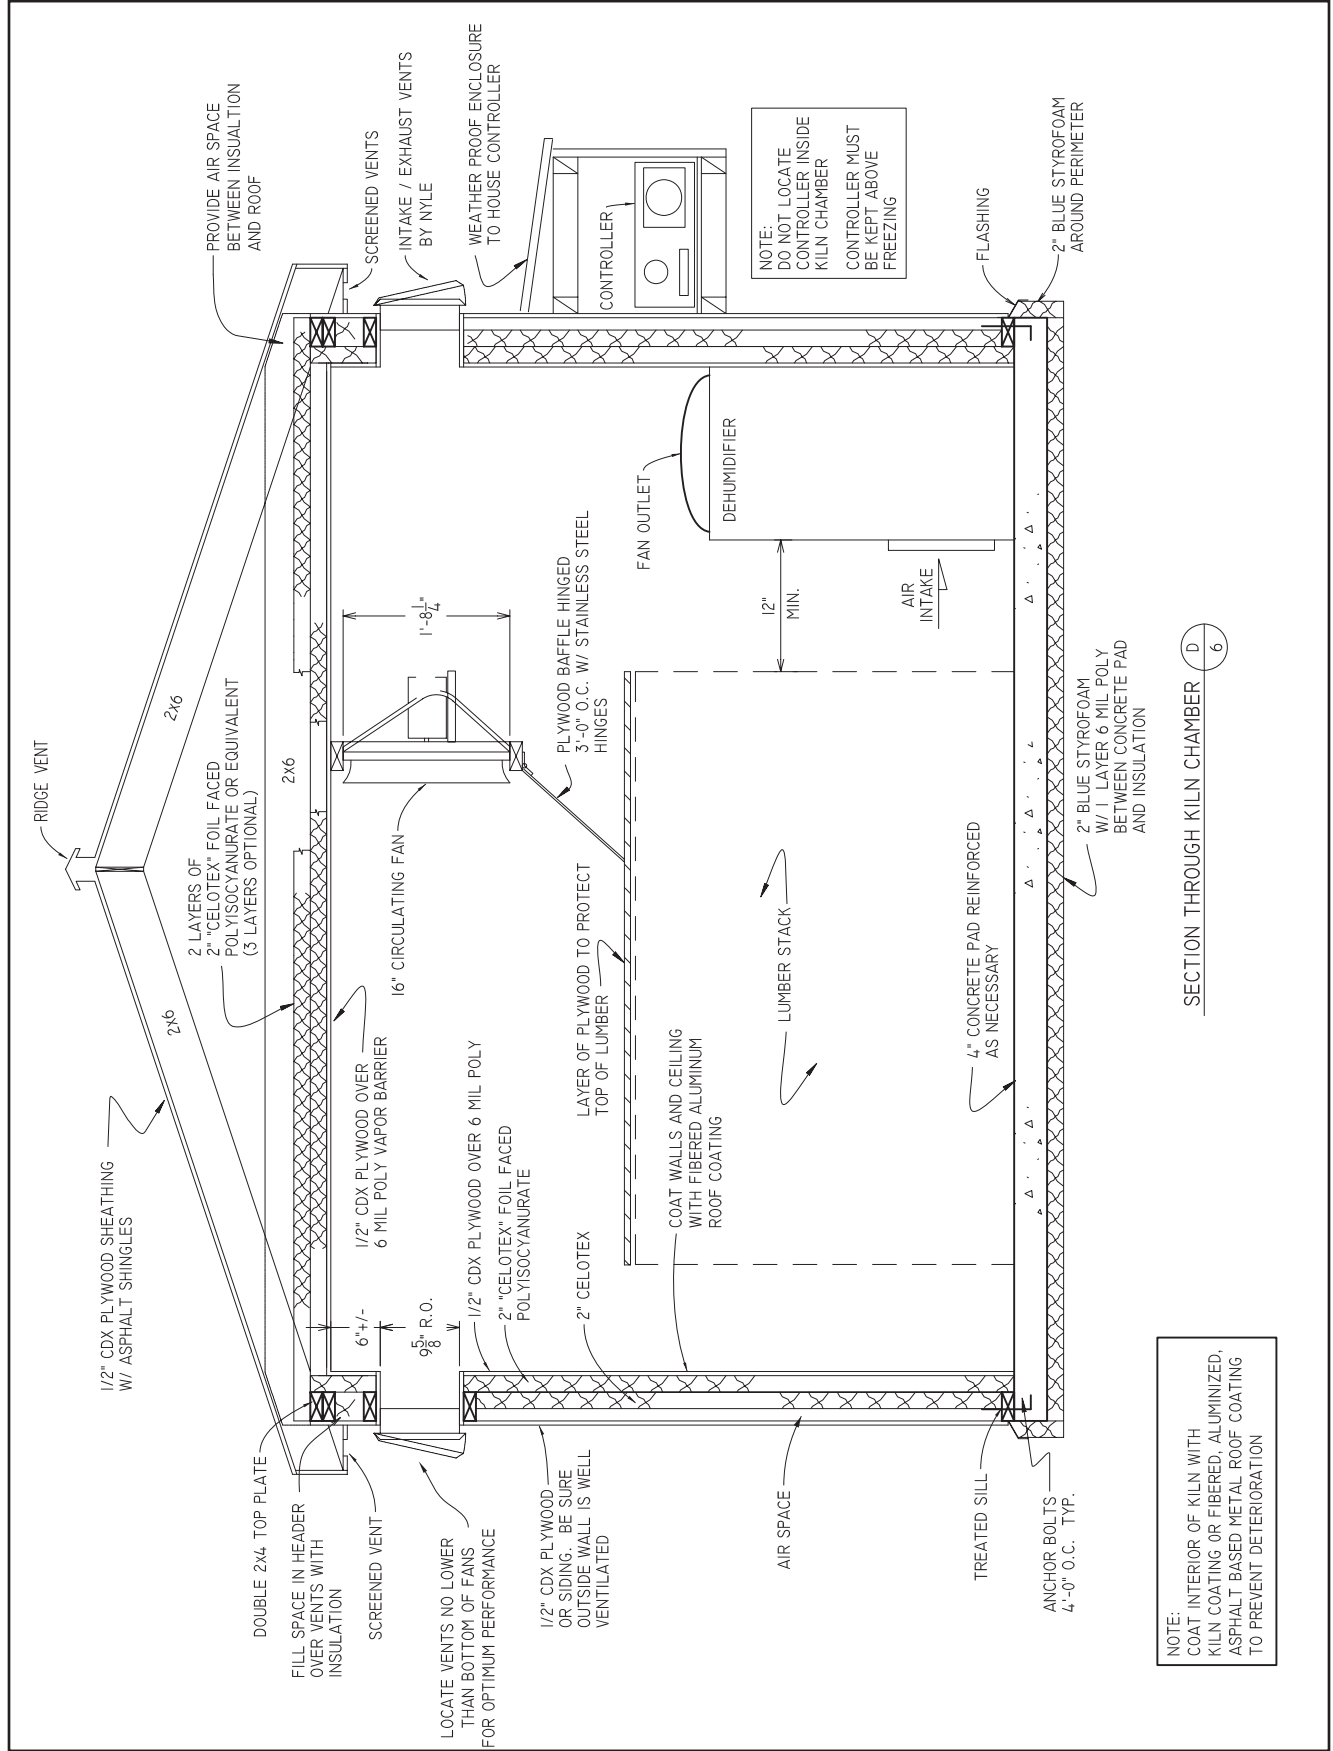 RIDGE VENT
1/2" CDX PLYWOOD SHEATHING
W/ ASPHALT SHINGLES
2x6
2x6
2 LAYERS OF
2" "CELOTEX" FOIL FACED
POLYISOCYANURATE OR EQUIVALENT
(3 LAYERS OPTIONAL)
2x6
PROVIDE AIR SPACE
BETWEEN INSUALTION
AND ROOF
SCREENED VENTS
INTAKE / EXHAUST VENTS
BY NYLE
WEATHER PROOF ENCLOSURE
TO HOUSE CONTROLLER
CONTROLLER
NOTE:
DO NOT LOCATE
CONTROLLER INSIDE
KILN CHAMBER
CONTROLLER MUST
BE KEPT ABOVE
FREEZING
FLASHING
2" BLUE STYROFOAM
AROUND PERIMETER
DOUBLE 2x4 TOP PLATE
FILL SPACE IN HEADER
OVER VENTS WITH
INSULATION
SCREENED VENT
LOCATE VENTS NO LOWER
THAN BOTTOM OF FANS
FOR OPTIMUM PERFORMANCE
1/2" CDX PLYWOOD
OR SIDING. BE SURE
OUTSIDE WALL IS WELL
VENTILATED
AIR SPACE
TREATED SILL
ANCHOR BOLTS
4'-0" O.C. TYP.
6"+/-
9 5/8" R.O.
1/2" CDX PLYWOOD OVER
6 MIL POLY VAPOR BARRIER
1/2" CDX PLYWOOD OVER 6 MIL POLY
2" "CELOTEX" FOIL FACED
POLYISOCYANURATE
2" CELOTEX
16" CIRCULATING FAN
1'-8 1/4"
PLYWOOD BAFFLE HINGED
3'-0" O.C. W/ STAINLESS STEEL
HINGES
LAYER OF PLYWOOD TO PROTECT
TOP OF LUMBER
COAT WALLS AND CEILING
WITH FIBERED ALUMINUM
ROOF COATING
LUMBER STACK
FAN OUTLET
DEHUMIDIFIER
12"
MIN.
AIR
INTAKE
4" CONCRETE PAD REINFORCED
AS NECESSARY
2" BLUE STYROFOAM
W/ 1 LAYER 6 MIL POLY
BETWEEN CONCRETE PAD
AND INSULATION
SECTION THROUGH KILN CHAMBER
D
6
NOTE:
COAT INTERIOR OF KILN WITH
KILN COATING OR FIBERED, ALUMINIZED,
ASPHALT BASED METAL ROOF COATING
TO PREVENT DETERIORATION